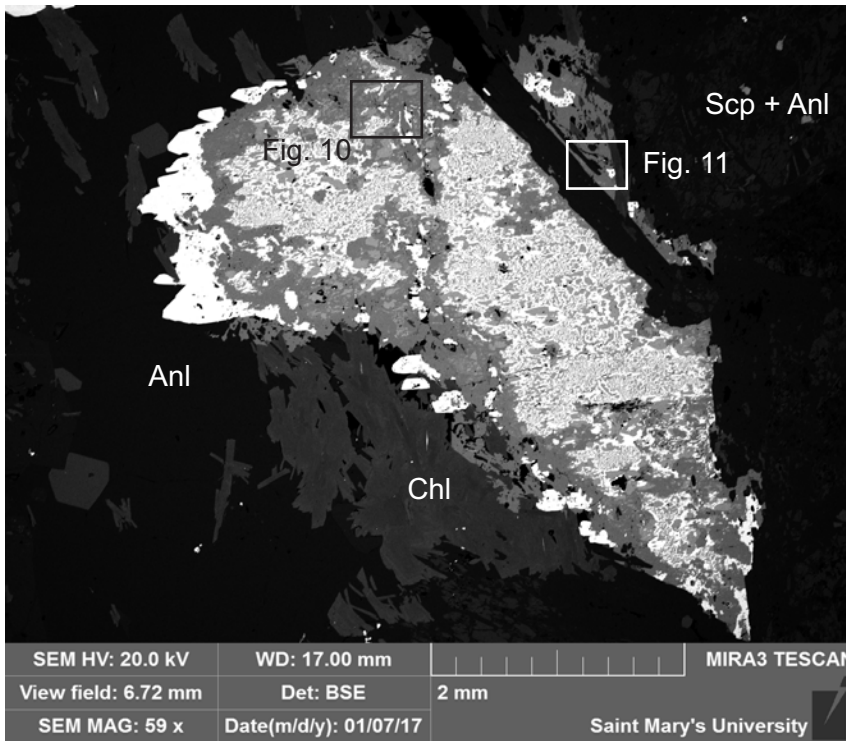 Scp + Anl
Fig. 10
Fig. 11
Anl
Chl
SEM HV: 20.0 kV
WD: 17.00 mm
MIRA3 TESCAN
View field: 6.72 mm
Det: BSE
2 mm
SEM MAG: 59 x
Date(m/d/y): 01/07/17
Saint Mary's University